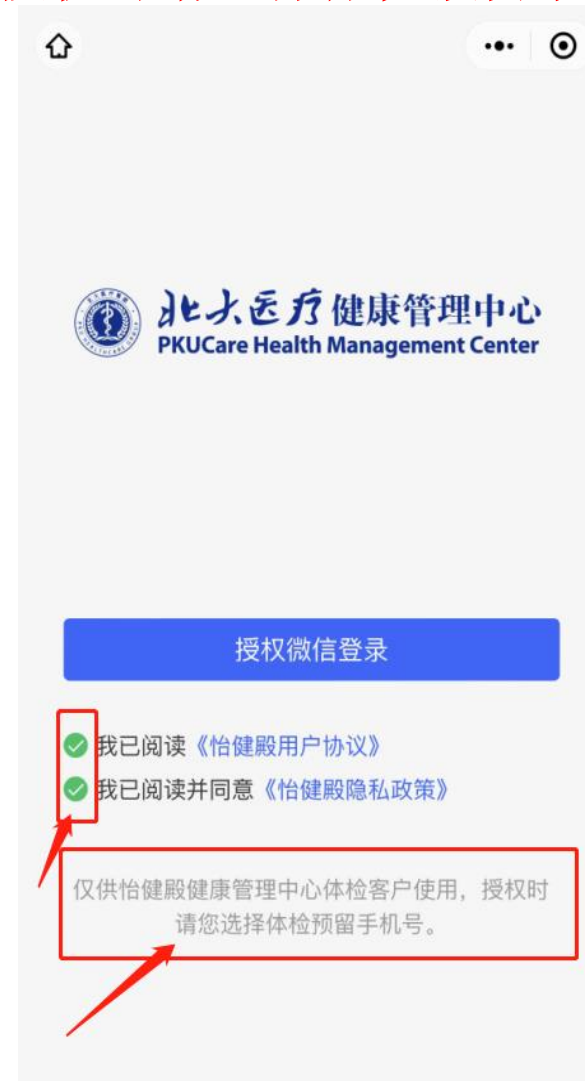 北大医疗健康管理中心
PKUCare Health Management Center
授权微信登录
我已阅读《怡健殿用户协议》
我已阅读并同意《怡健殿隐私政策》
仅供怡健殿健康管理中心体检客户使用，授权时
请您选择体检预留手机号。